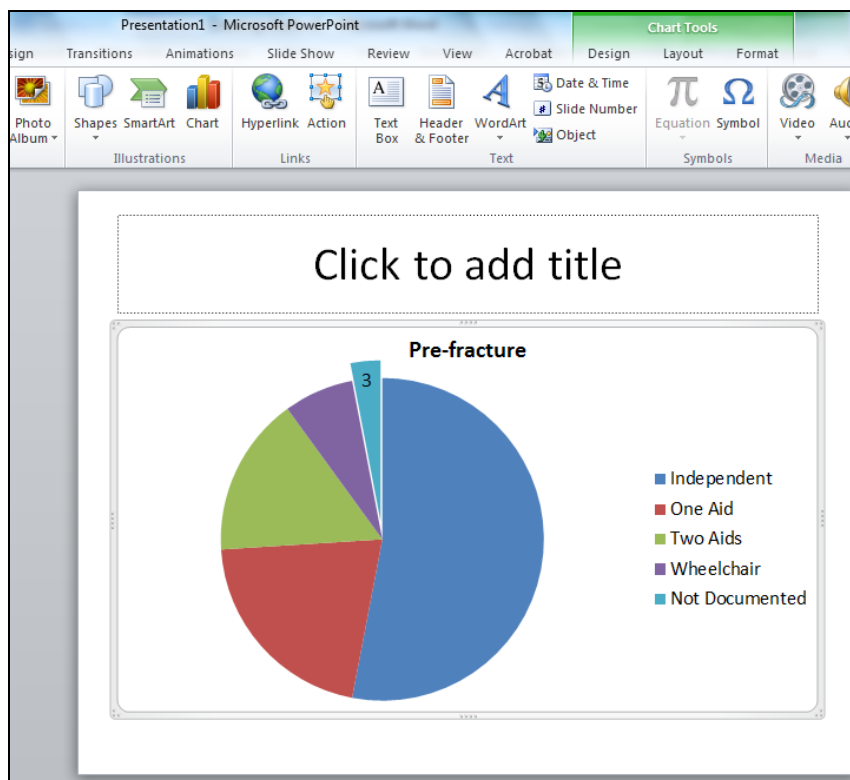 Presentation1 - Microsoft PowerPoint
Chart Tools
sign Transitions Animations Slide Show Review View Acrobat Design Layout Format
Photo Album
Shapes SmartArt Chart
Hyperlink Action
Text Box
Header & Footer
WordArt
Date & Time
Slide Number
Object
Equation Symbol
Video Aud
Illustrations Links Text Symbols Media
Click to add title
Pre-fracture
3
Independent
One Aid
Two Aids
Wheelchair
Not Documented